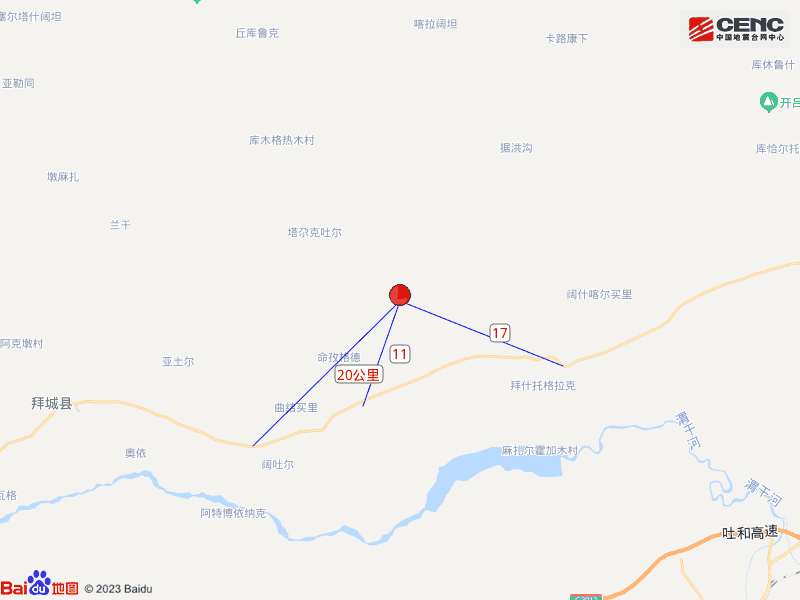 塞尔塔什阔坦
丘库鲁克
喀拉阔坦
卡路康下
CENC
中国地震台网中心
库休鲁什
亚勒同
开吕
库木格热木村
据洪沟
库恰尔托
墩麻扎
兰干
塔尕克吐尔
阔什喀尔买里
阿克墩村
亚土尔
命孜格德
11
17
20公里
拜什托格拉克
拜城县
曲结买里
渭干河
奥依
阔吐尔
麻扎尔霍加木村
瓦格
渭干河
阿特博依纳克
吐和高速
Bai du 地图 © 2023 Baidu